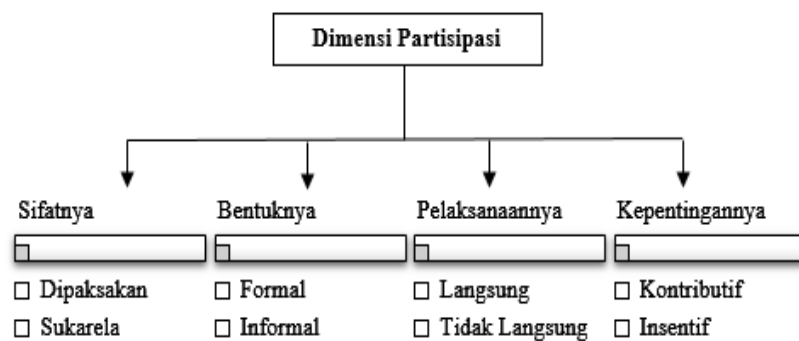 Dimensi Partisipasi
Sifatnya
Dipaksakan
Sukarela
Bentuknya
Formal
Informal
Pelaksanaannya
Langsung
Tidak Langsung
Kepentingannya
Kontributif
Insentif